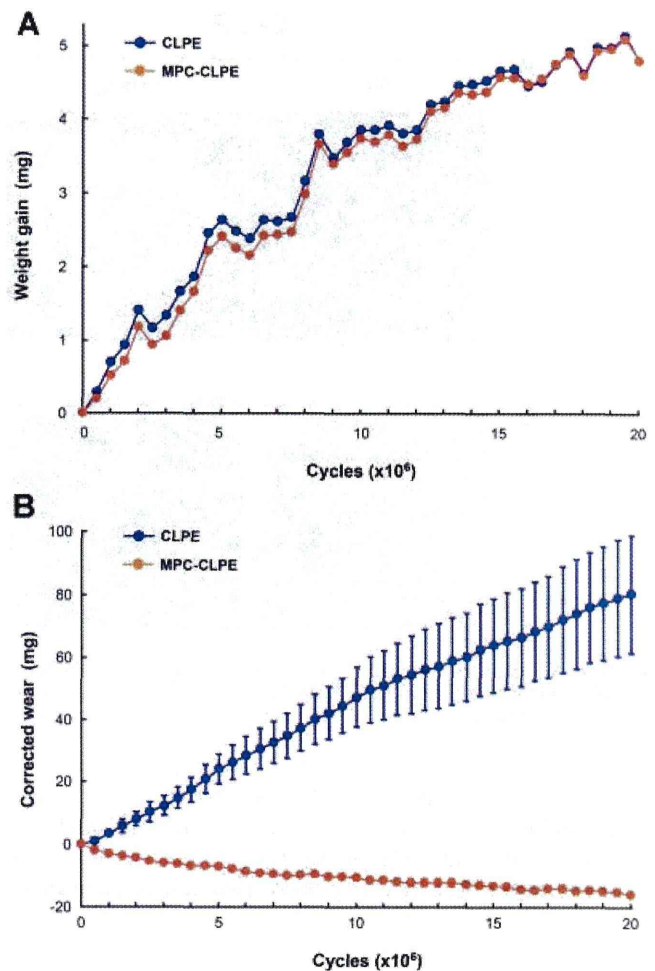 A
CLPE
MPC-CLPE
Weight gain (mg)
5
4
3
2
1
0
0 5 10 15 20
Cycles (x10⁶)
B
CLPE
MPC-CLPE
Corrected wear (mg)
100
80
60
40
20
0
-20
0 5 10 15 20
Cycles (x10⁶)